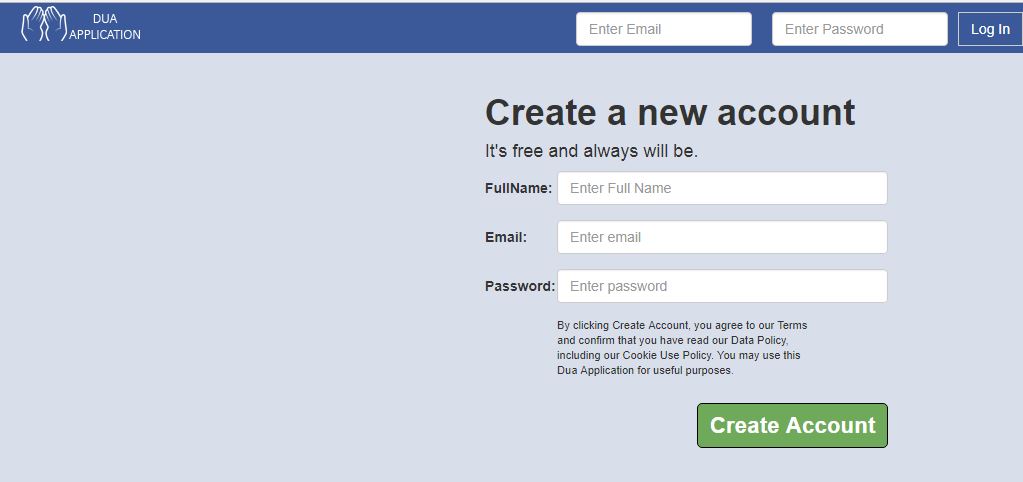 DUA
APPLICATION
Enter Email
Enter Password
Log In
Create a new account
It's free and always will be.
FullName:
Enter Full Name
Email:
Enter email
Password:
Enter password
By clicking Create Account, you agree to our Terms
and confirm that you have read our Data Policy,
including our Cookie Use Policy. You may use this
Dua Application for useful purposes.
Create Account